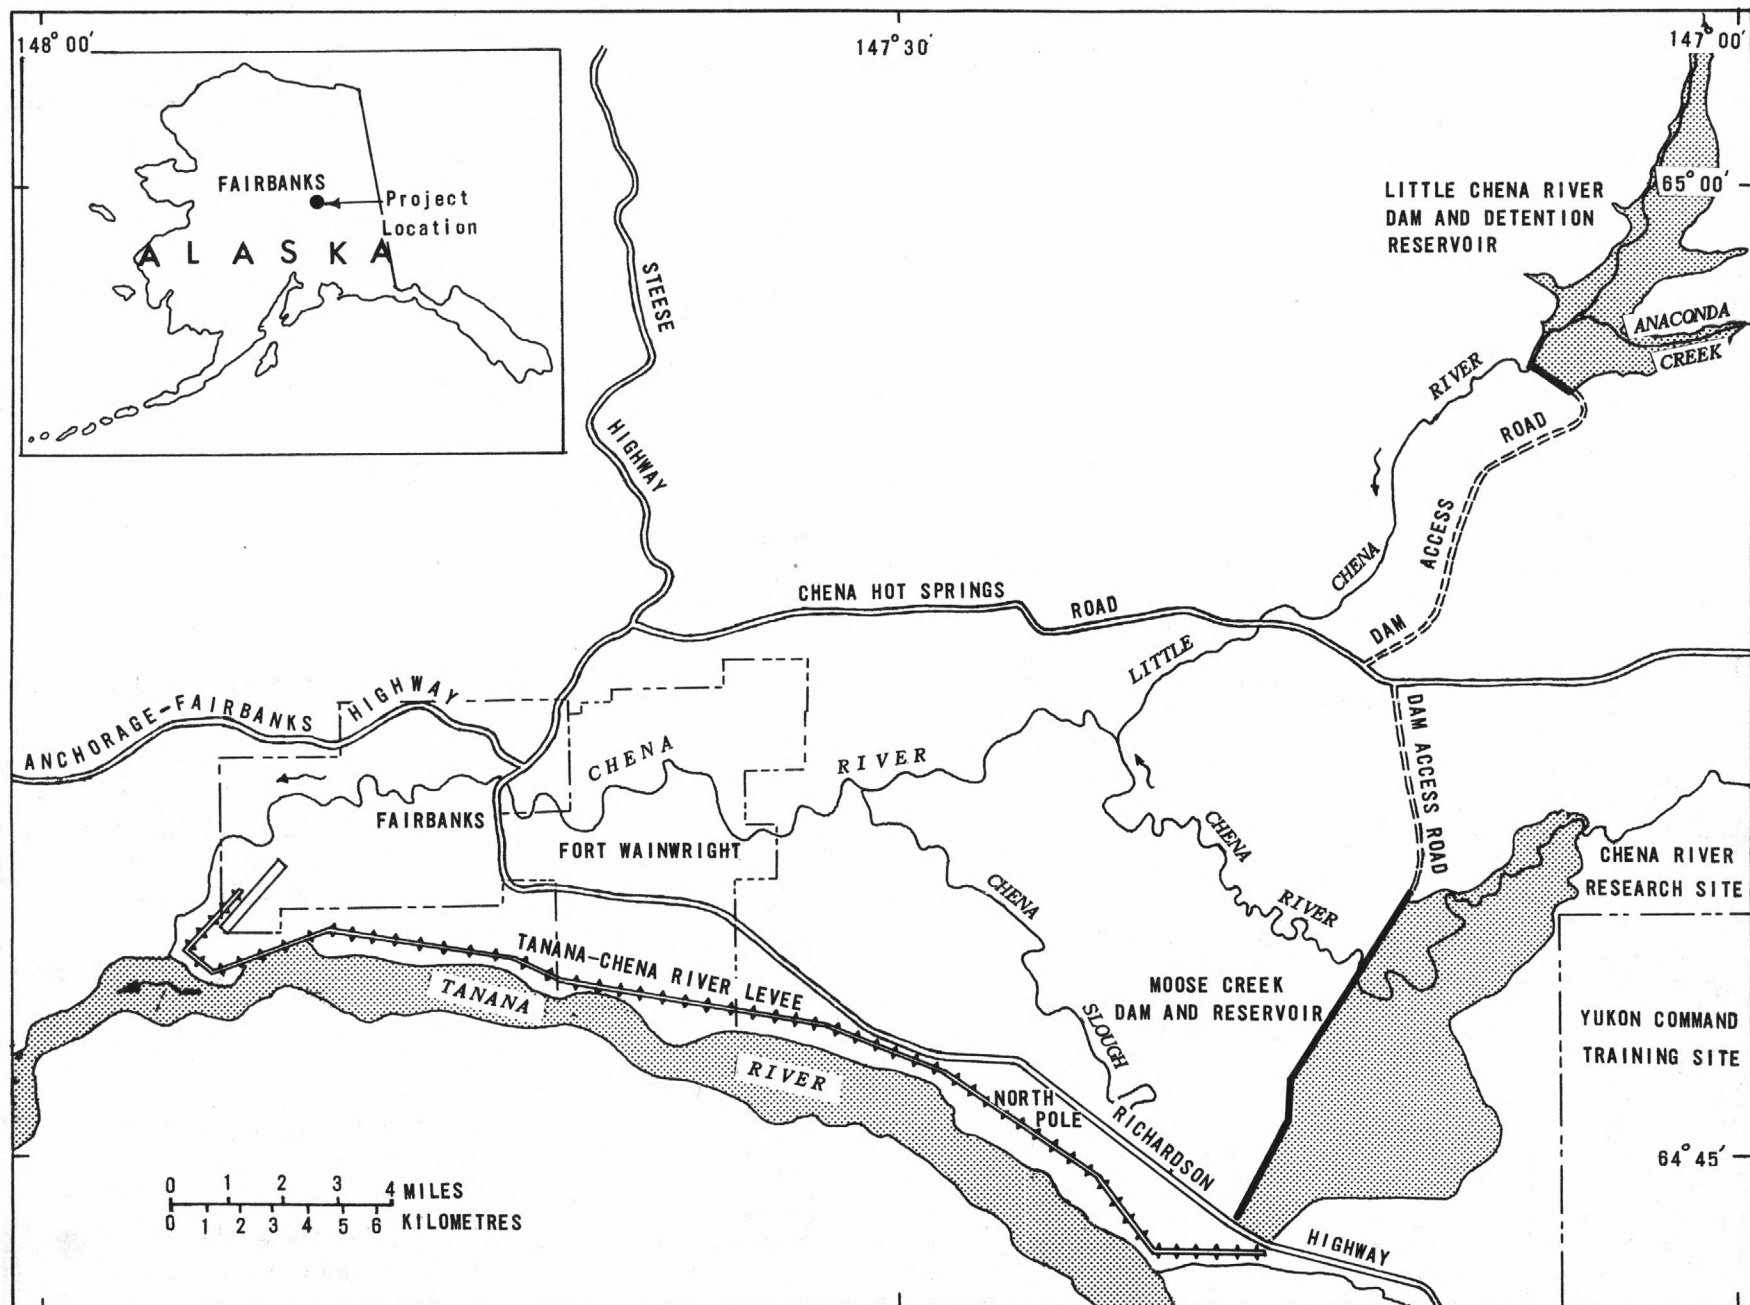 148° 00′
147° 30′
147° 00′
FAIRBANKS
Project
Location
ALASKA
STEESE
HIGHWAY
LITTLE CHENA RIVER
DAM AND DETENTION
RESERVOIR
65° 00′
ANACONDA
CREEK
RIVER
ROAD
ACCESS
CHENA
DAM
CHENA HOT SPRINGS
ROAD
LITTLE
ANCHORAGE-FAIRBANKS
HIGHWAY
CHENA
RIVER
DAM ACCESS ROAD
FAIRBANKS
FORT WAINWRIGHT
CHENA
RIVER
CHENA
SLOUGH
CHENA RIVER
RESEARCH SITE
TANANA-CHENA RIVER LEVEE
TANANA
RIVER
MOOSE CREEK
DAM AND RESERVOIR
YUKON COMMAND
TRAINING SITE
NORTH
POLE
RICHARDSON
HIGHWAY
64° 45′
0 1 2 3 4 MILES
0 1 2 3 4 5 6 KILOMETRES